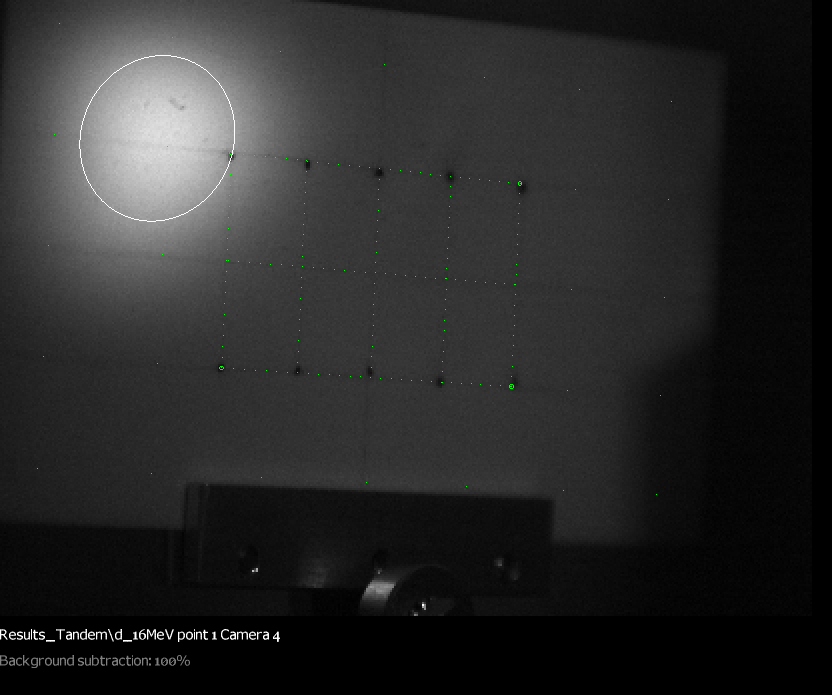 Results_Tandem\d_16MeV point 1 Camera 4
Background subtraction: 100%